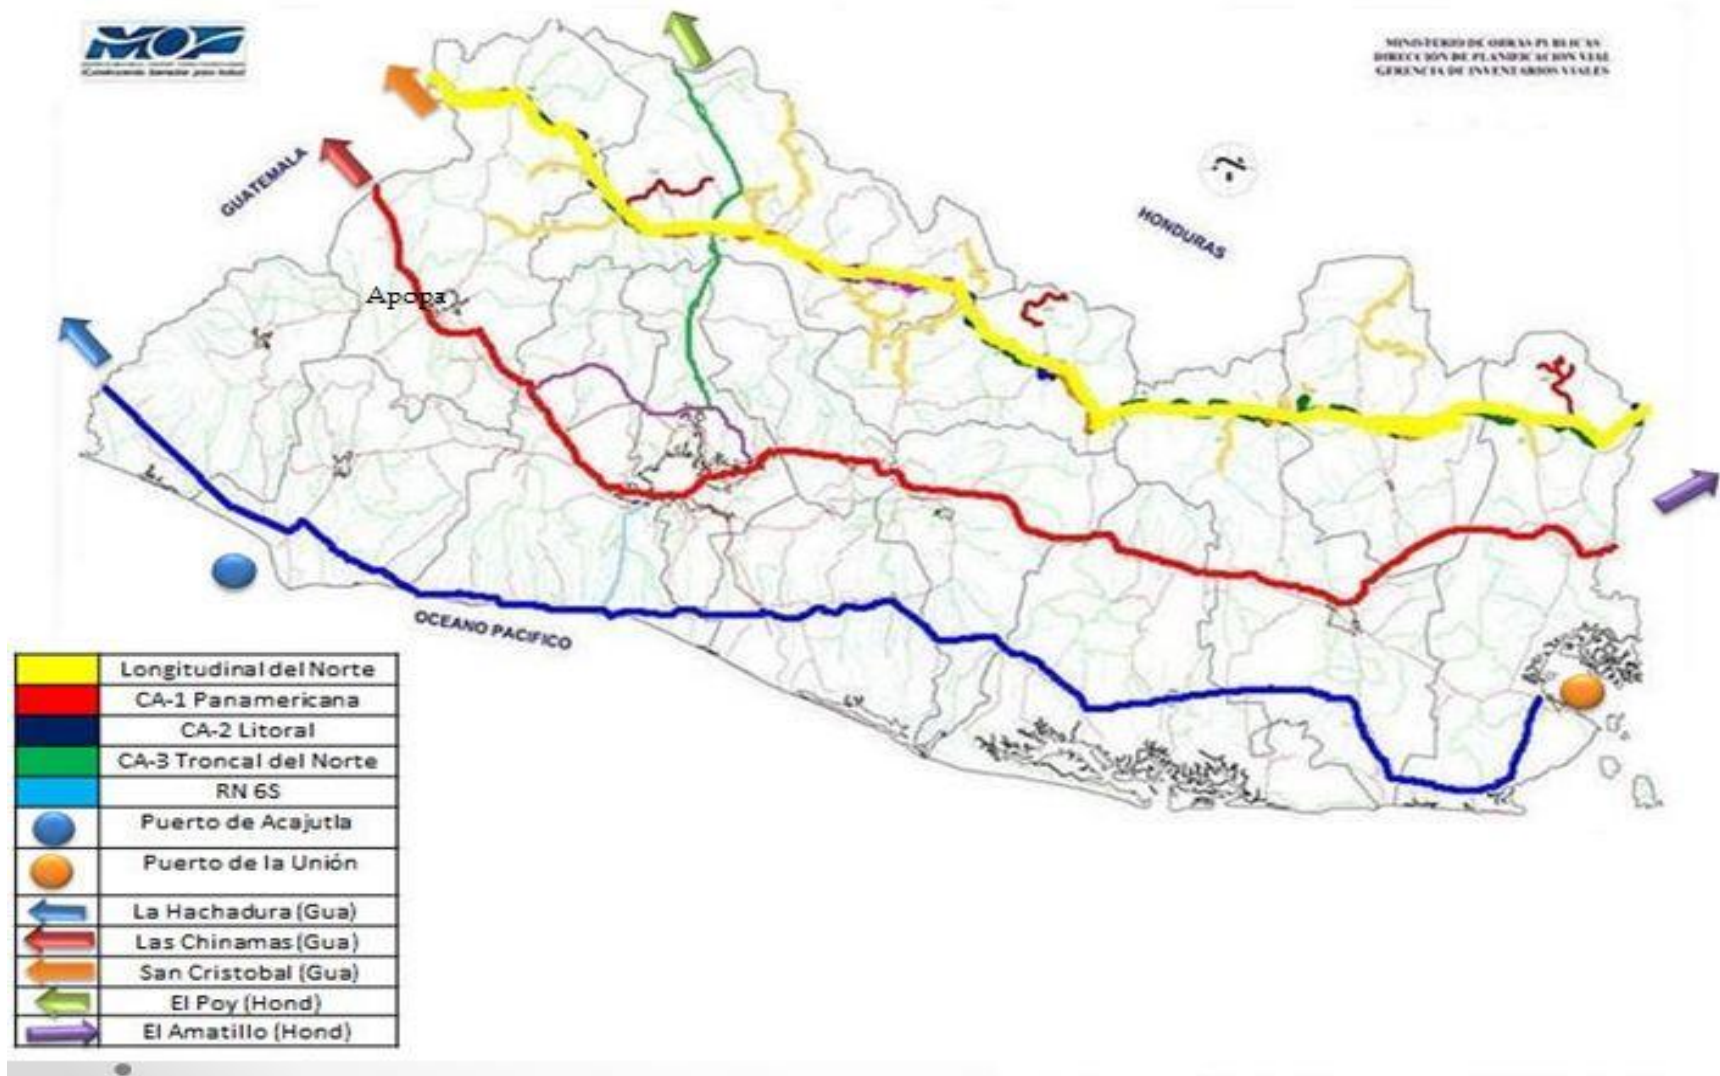 MOP
MINISTERIO DE OBRAS PUBLICAS
DIRECCION DE PLANIFICACION VIAL
GERENCIA DE INVENTARIOS VIALES
GUATEMALA
HONDURAS
Apopa
OCEANO PACIFICO
Longitudinal del Norte
CA-1 Panamericana
CA-2 Litoral
CA-3 Troncal del Norte
RN 6S
Puerto de Acajutla
Puerto de la Unión
La Hachadura (Gua)
Las Chinamas (Gua)
San Cristobal (Gua)
El Poy (Hond)
El Amatillo (Hond)